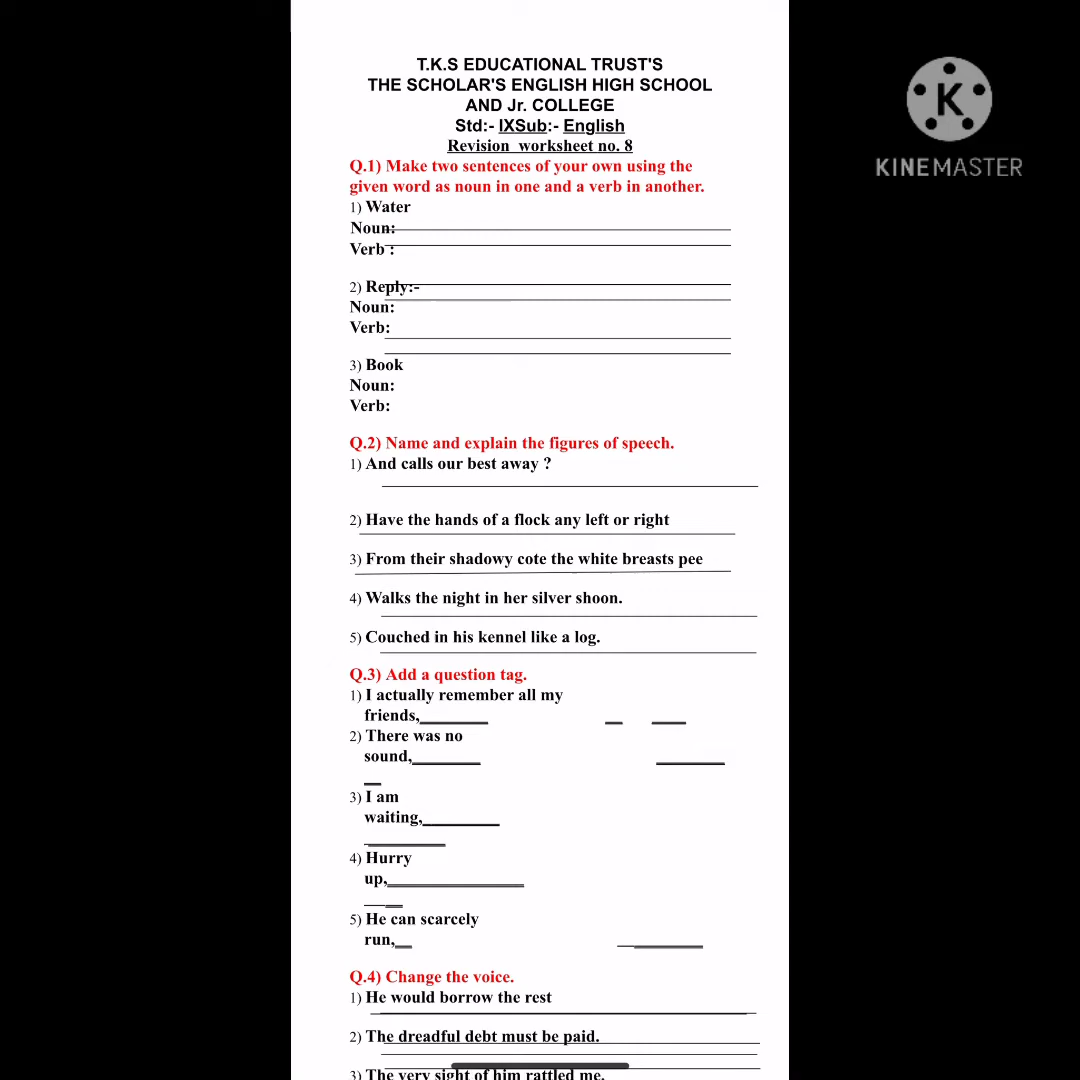 T.K.S EDUCATIONAL TRUST'S
THE SCHOLAR'S ENGLISH HIGH SCHOOL
AND Jr. COLLEGE
Std:- IXSub:- English
Revision worksheet no. 8
Q.1) Make two sentences of your own using the
given word as noun in one and a verb in another.
1) Water
Noun:
Verb :
2) Reply:-
Noun:
Verb:
3) Book
Noun:
Verb:
Q.2) Name and explain the figures of speech.
1) And calls our best away ?
2) Have the hands of a flock any left or right
3) From their shadowy cote the white breasts pee
4) Walks the night in her silver shoon.
5) Couched in his kennel like a log.
Q.3) Add a question tag.
1) I actually remember all my
friends,
2) There was no
sound,
3) I am
waiting,
4) Hurry
up,
5) He can scarcely
run,
Q.4) Change the voice.
1) He would borrow the rest
2) The dreadful debt must be paid.
3) The very sight of him rattled me.
K
KINEMASTER